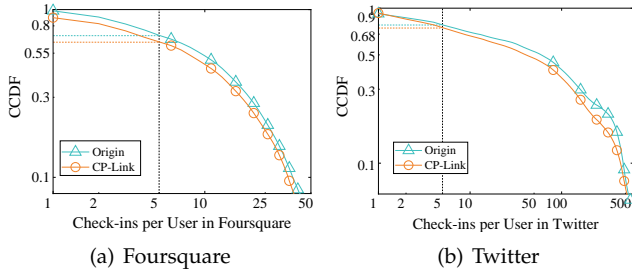 1
0.8
0.55
0.3
0.1
CCDF
Origin
CP-Link
1 2 5 10 25 50
Check-ins per User in Foursquare
(a) Foursquare
0.9
0.68
0.5
0.1
CCDF
Origin
CP-Link
1 2 5 10 100 500
Check-ins per User in Twitter
(b) Twitter